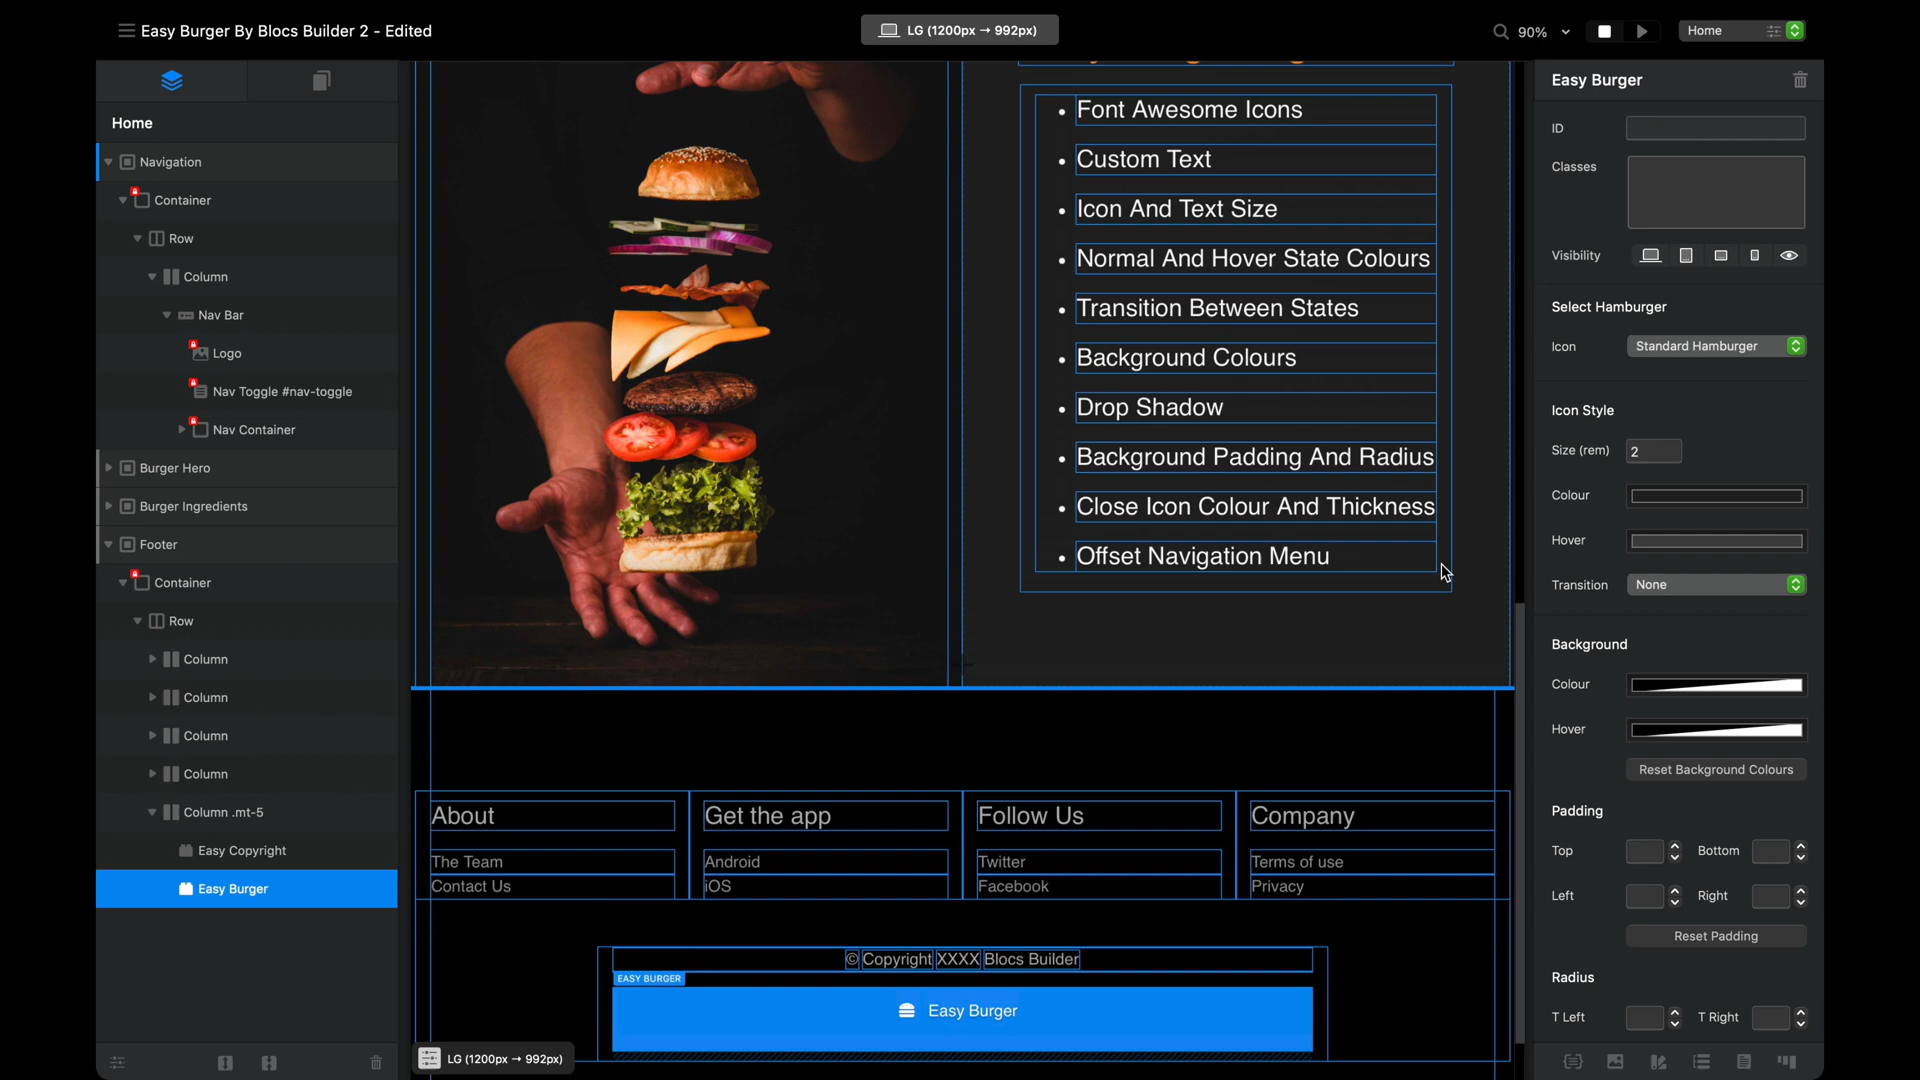 Easy Burger By Blocs Builder 2 - Edited
LG (1200px → 992px)
90%
Home
Home
Navigation
Container
Row
Column
Nav Bar
Logo
Nav Toggle #nav-toggle
Nav Container
Burger Hero
Burger Ingredients
Footer
Container
Row
Column
Column
Column
Column
Column .mt-5
Easy Copyright
Easy Burger
• Font Awesome Icons
• Custom Text
• Icon And Text Size
• Normal And Hover State Colours
• Transition Between States
• Background Colours
• Drop Shadow
• Background Padding And Radius
• Close Icon Colour And Thickness
• Offset Navigation Menu
About
The Team
Contact Us
Get the app
Android
iOS
Follow Us
Twitter
Facebook
Company
Terms of use
Privacy
© Copyright XXXX Blocs Builder
EASY BURGER
Easy Burger
LG (1200px → 992px)
Easy Burger
ID
Classes
Visibility
Select Hamburger
Icon Standard Hamburger
Icon Style
Size (rem) 2
Colour
Hover
Transition None
Background
Colour
Hover
Reset Background Colours
Padding
Top Bottom
Left Right
Reset Padding
Radius
T Left T Right